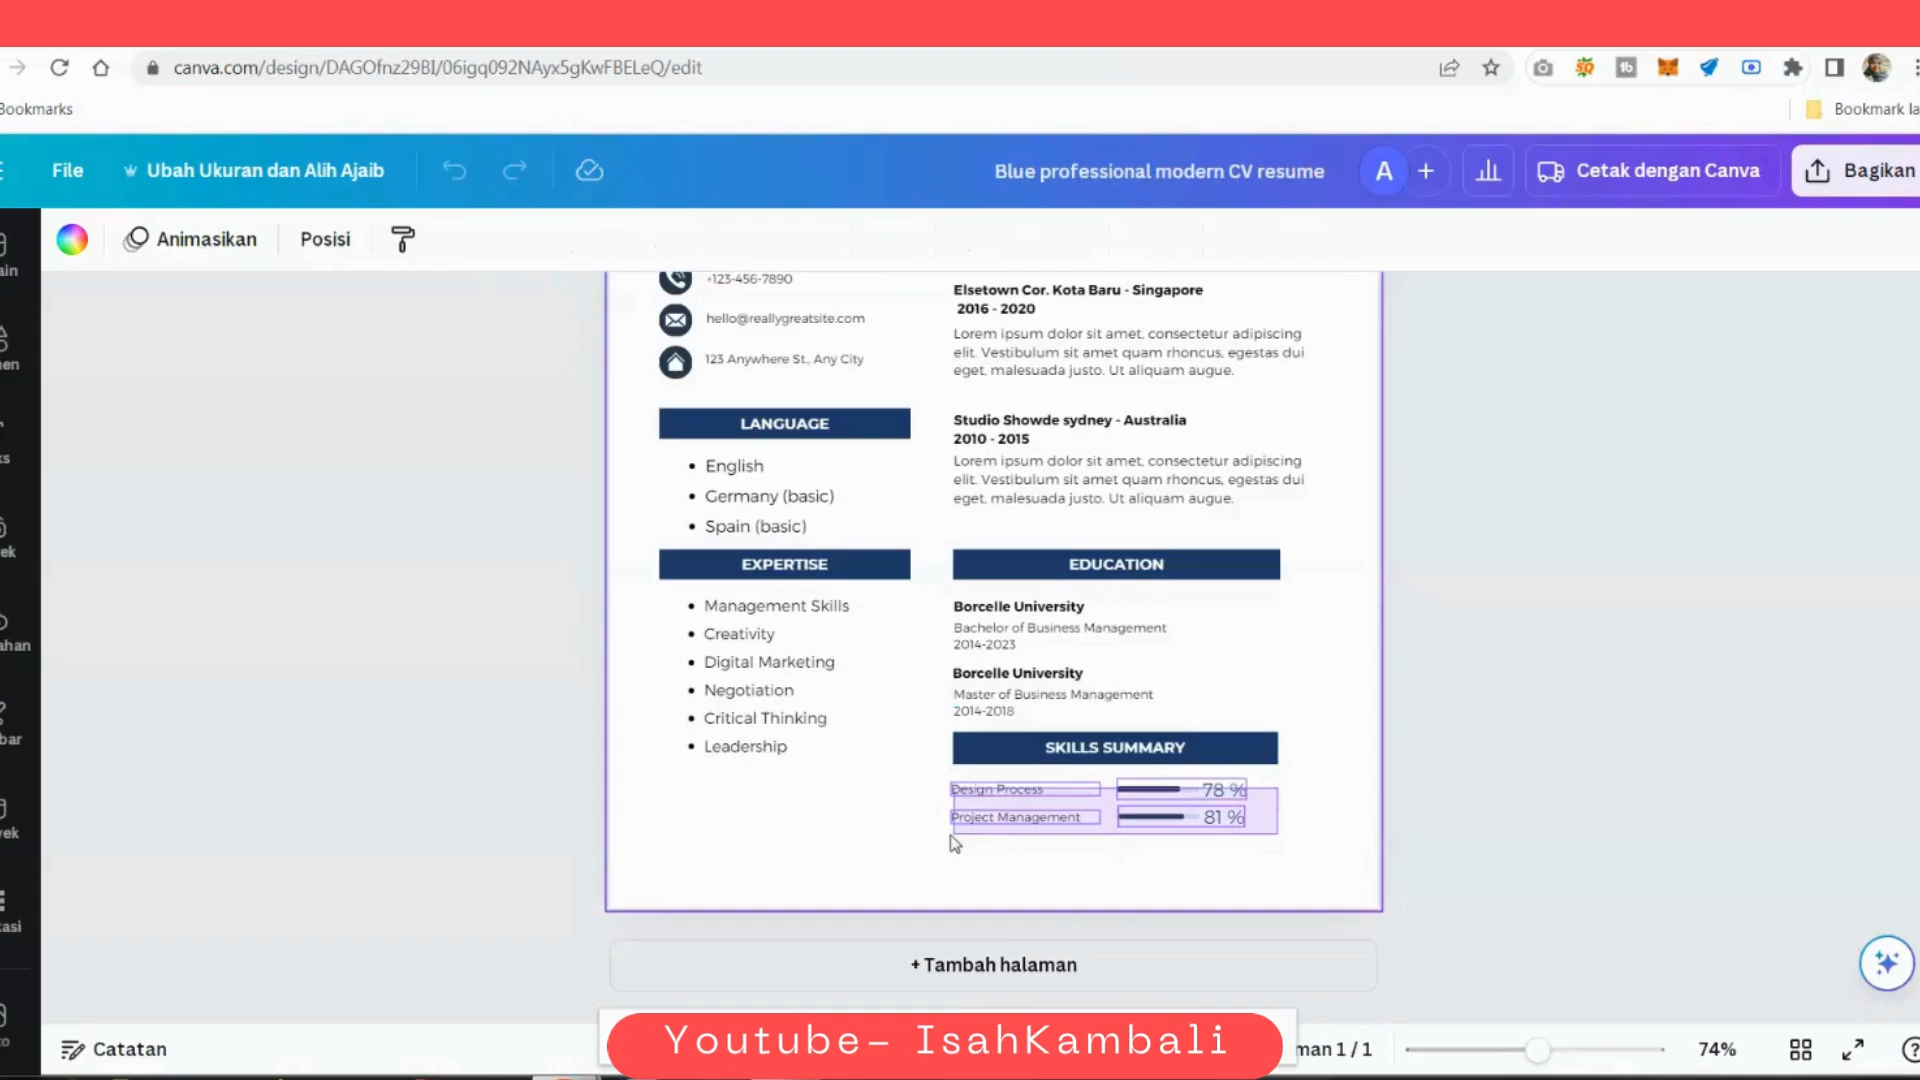 canva.com/design/DAGOfnz29BI/06igq092NAyx5gKwFBELeQ/edit
Bookmarks
Bookmark la
File
Ubah Ukuran dan Alih Ajaib
Blue professional modern CV resume
A
+
Cetak dengan Canva
Bagikan
Animasikan
Posisi
+123-456-7890
hello@reallygreatsite.com
123 Anywhere St., Any City
LANGUAGE
English
Germany (basic)
Spain (basic)
EXPERTISE
Management Skills
Creativity
Digital Marketing
Negotiation
Critical Thinking
Leadership
Elsetown Cor. Kota Baru - Singapore
2016 - 2020
Lorem ipsum dolor sit amet, consectetur adipiscing
elit. Vestibulum sit amet quam rhoncus, egestas dui
eget, malesuada justo. Ut aliquam augue.
Studio Showde sydney - Australia
2010 - 2015
Lorem ipsum dolor sit amet, consectetur adipiscing
elit. Vestibulum sit amet quam rhoncus, egestas dui
eget, malesuada justo. Ut aliquam augue.
EDUCATION
Borcelle University
Bachelor of Business Management
2014-2023
Borcelle University
Master of Business Management
2014-2018
SKILLS SUMMARY
Design Process 78 %
Project Management 81 %
+ Tambah halaman
Catatan
Youtube- IsahKambali
man 1 / 1
74%